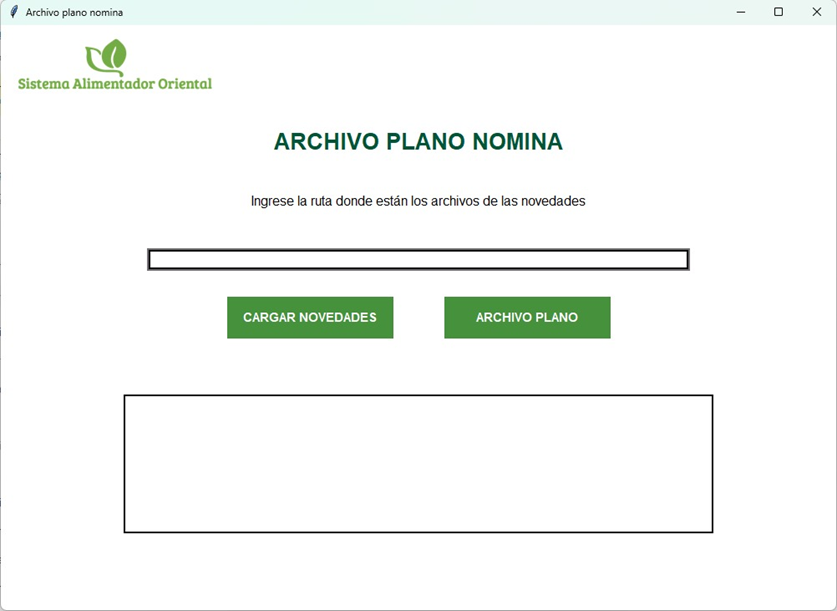 Archivo plano nomina
Sistema Alimentador Oriental
ARCHIVO PLANO NOMINA
Ingrese la ruta donde están los archivos de las novedades
CARGAR NOVEDADES
ARCHIVO PLANO